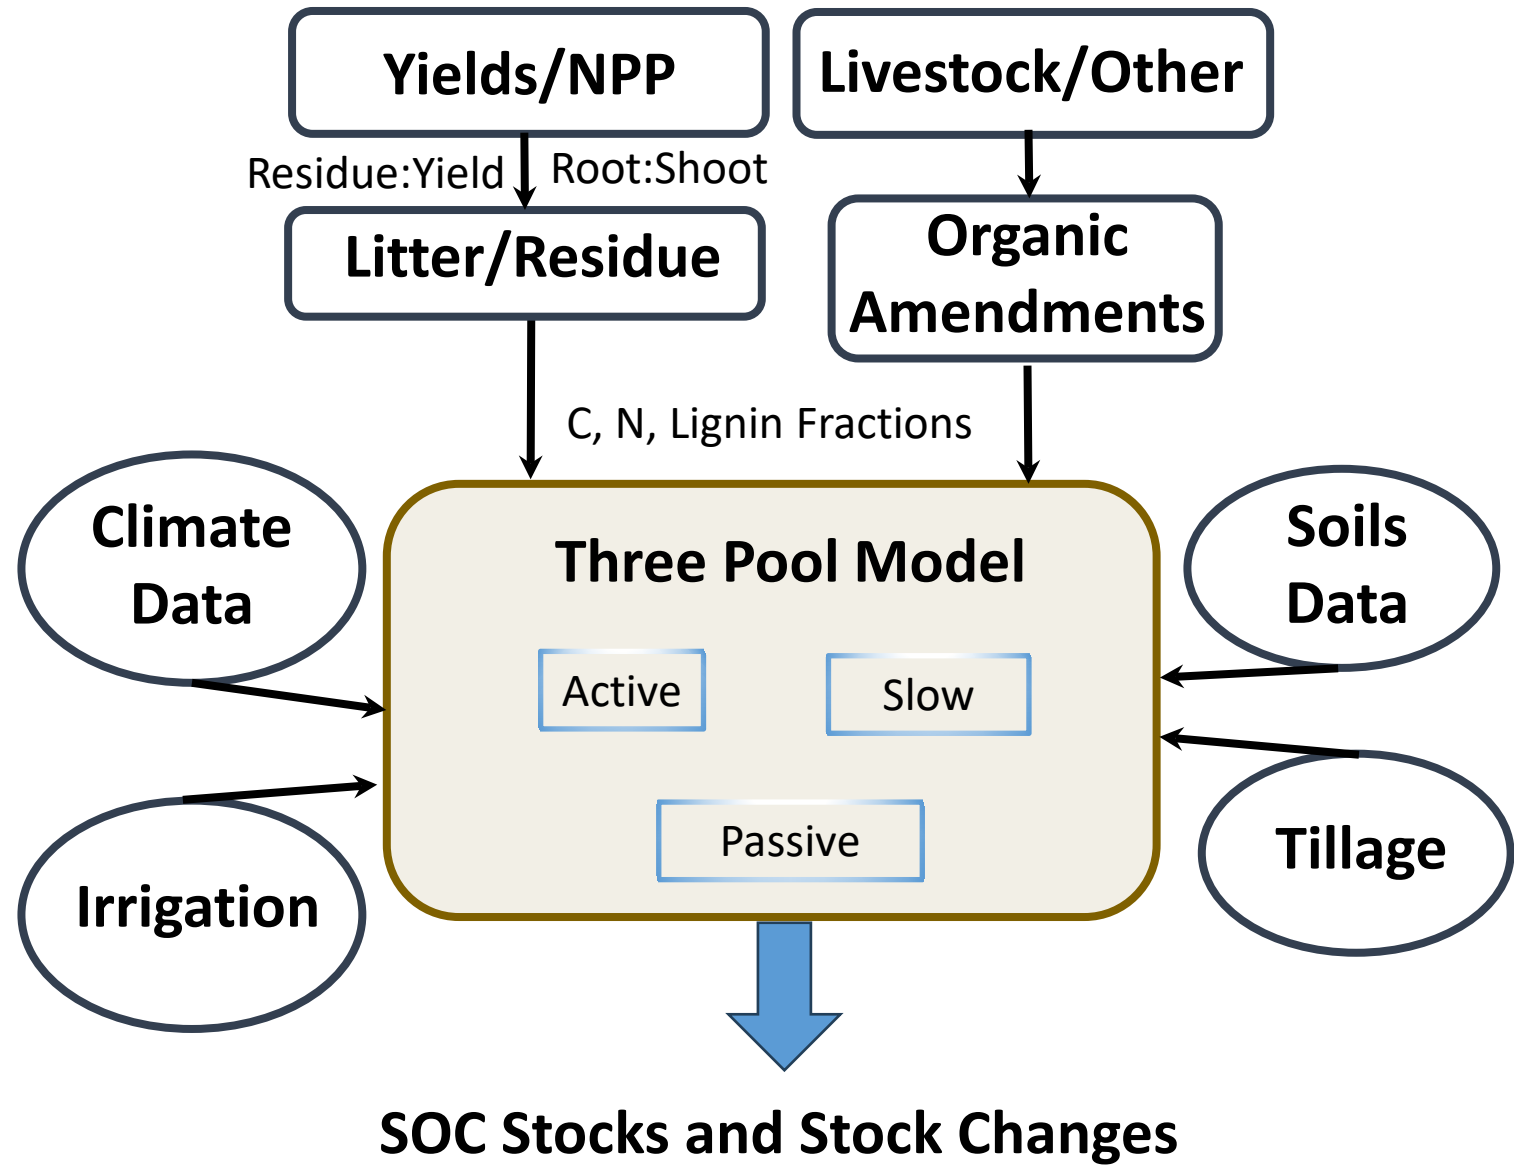 Yields/NPP
Livestock/Other
Residue:Yield
Root:Shoot
Litter/Residue
Organic
Amendments
C, N, Lignin Fractions
Climate
Data
Soils
Data
Three Pool Model
Active
Slow
Passive
Irrigation
Tillage
SOC Stocks and Stock Changes